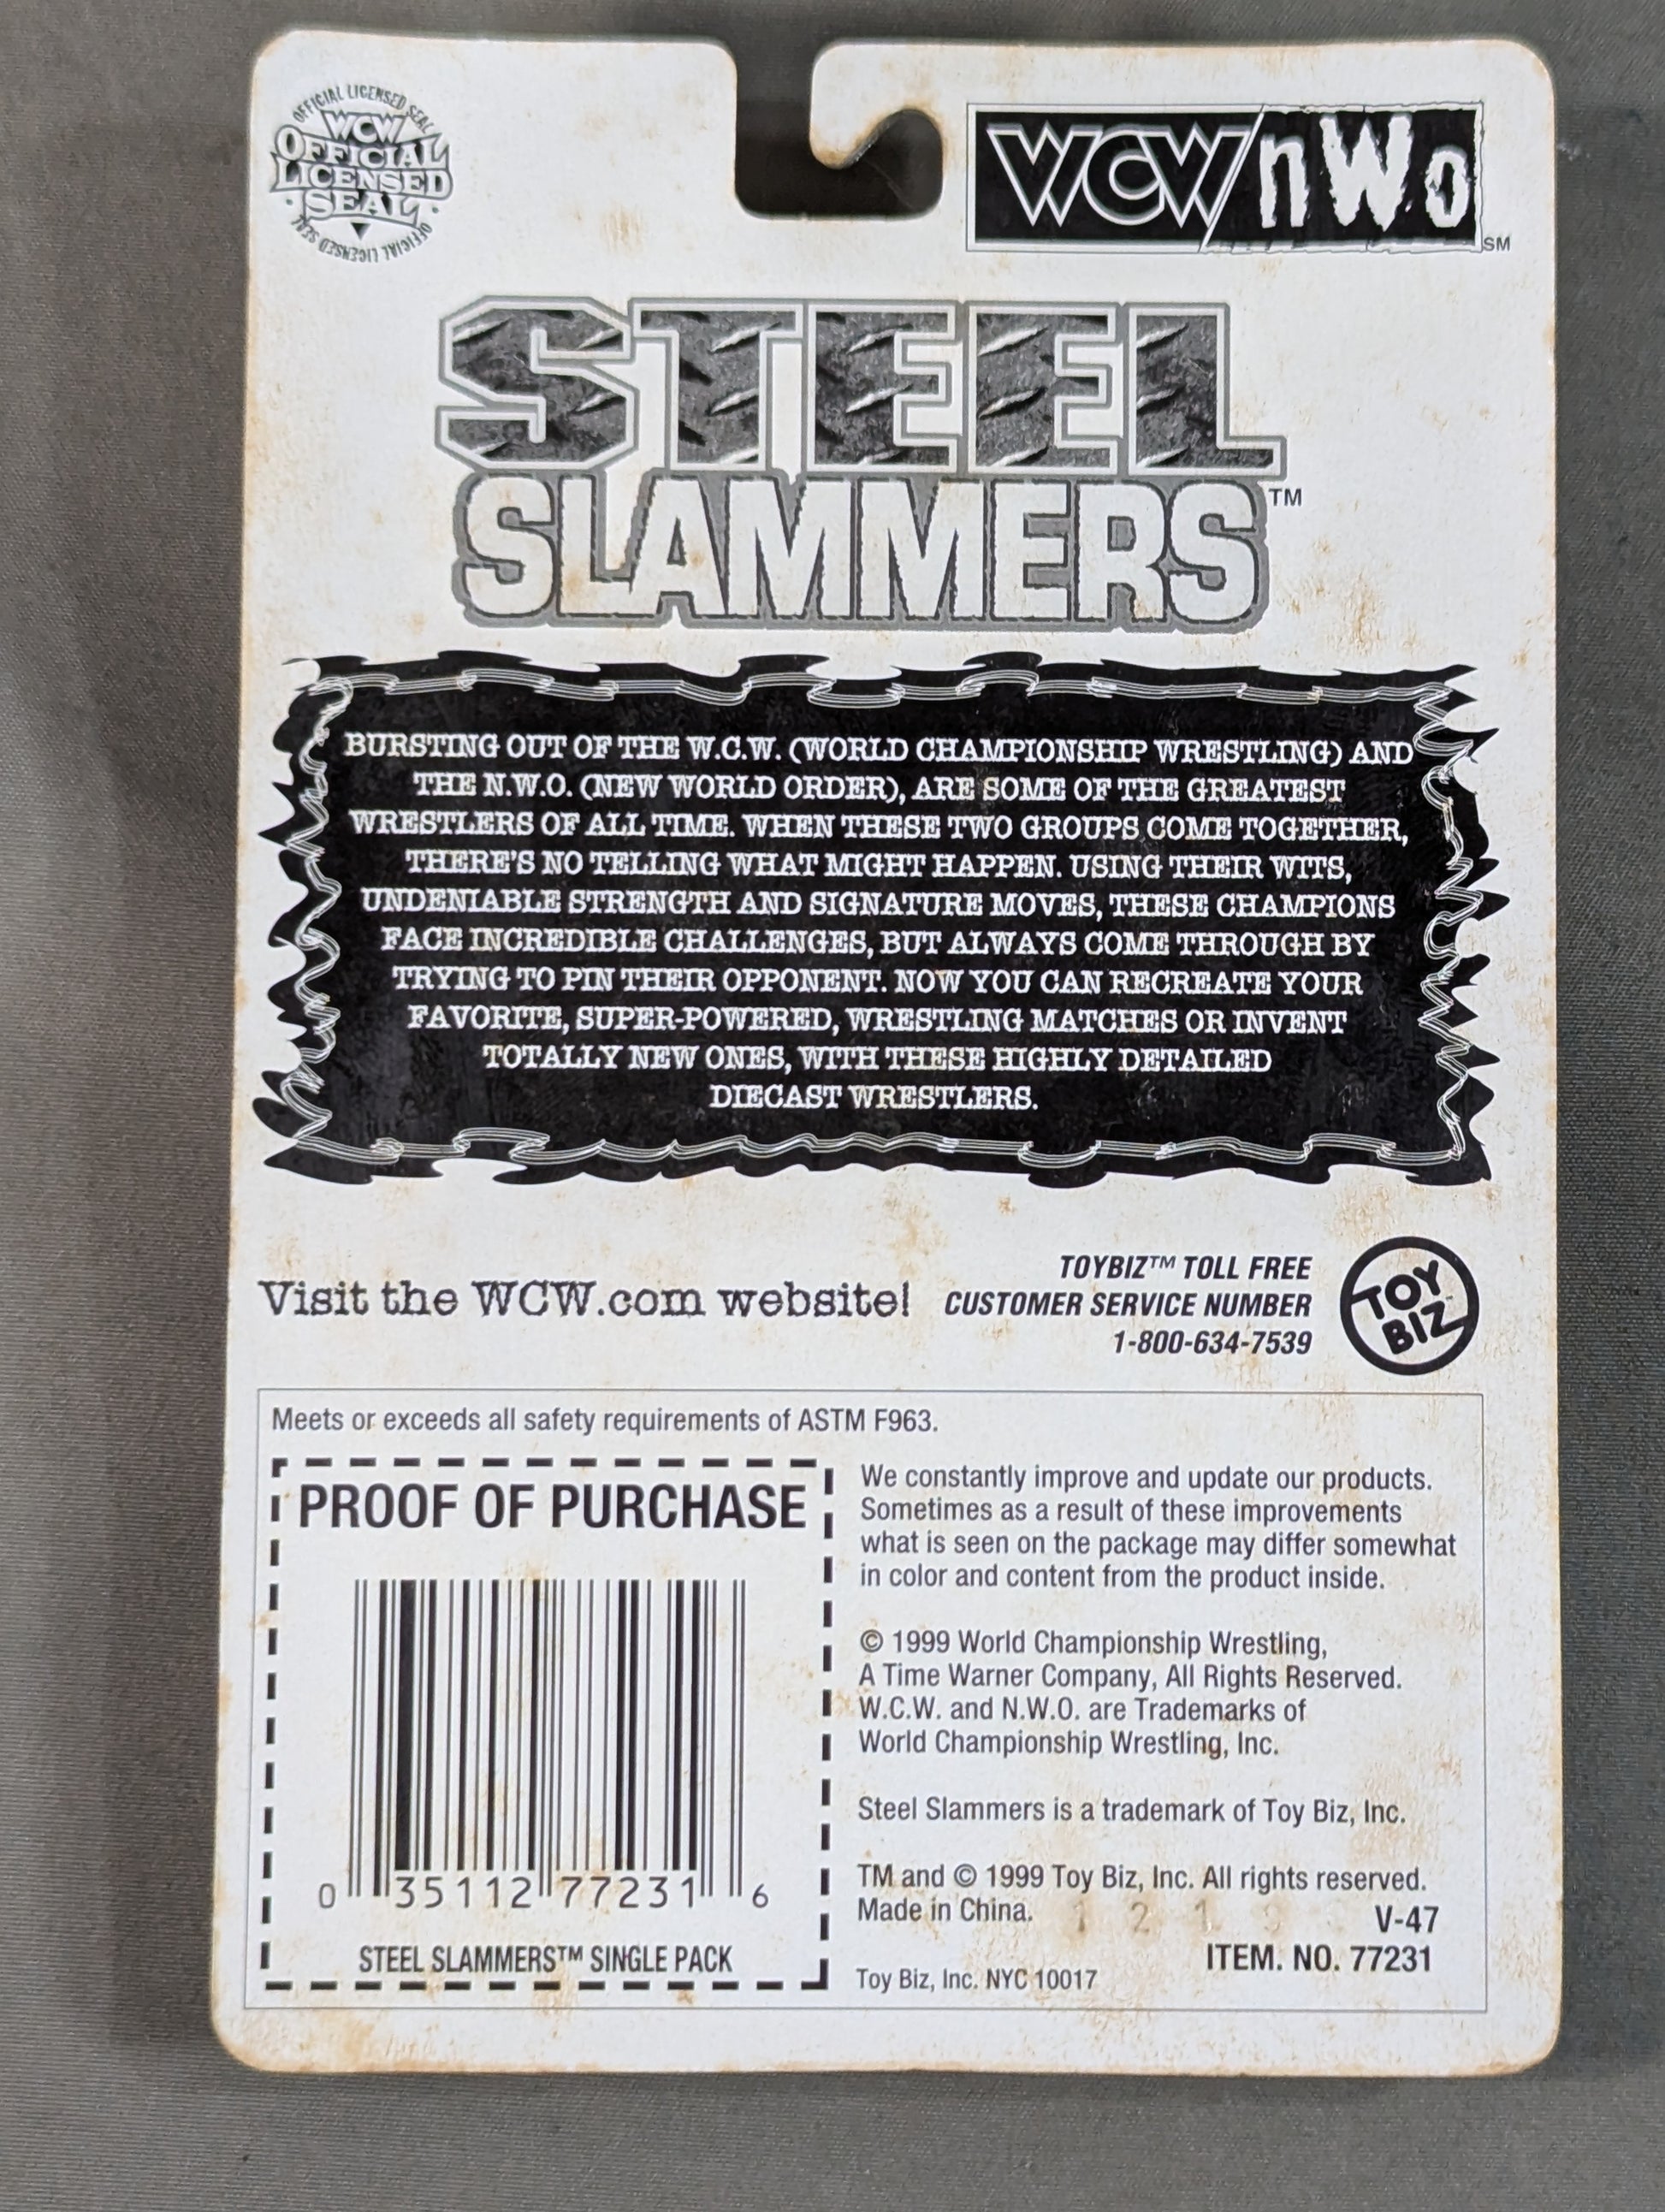 OFFICIAL LICENSED SEAL
WCW
OFFICIAL
LICENSED
SEAL
OFFICIAL LICENSED SEAL
WCW/nWo SM
STEEL
SLAMMERS™
BURSTING OUT OF THE W.C.W. (WORLD CHAMPIONSHIP WRESTLING) AND
THE N.W.O. (NEW WORLD ORDER), ARE SOME OF THE GREATEST
WRESTLERS OF ALL TIME. WHEN THESE TWO GROUPS COME TOGETHER,
THERE'S NO TELLING WHAT MIGHT HAPPEN. USING THEIR WITS,
UNDENIABLE STRENGTH AND SIGNATURE MOVES, THESE CHAMPIONS
FACE INCREDIBLE CHALLENGES, BUT ALWAYS COME THROUGH BY
TRYING TO PIN THEIR OPPONENT. NOW YOU CAN RECREATE YOUR
FAVORITE, SUPER-POWERED, WRESTLING MATCHES OR INVENT
TOTALLY NEW ONES, WITH THESE HIGHLY DETAILED
DIECAST WRESTLERS.
Visit the WCW.com website!
TOYBIZ™ TOLL FREE
CUSTOMER SERVICE NUMBER
1-800-634-7539
TOY
BIZ
Meets or exceeds all safety requirements of ASTM F963.
PROOF OF PURCHASE
0 35112 77231 6
STEEL SLAMMERS™ SINGLE PACK
We constantly improve and update our products.
Sometimes as a result of these improvements
what is seen on the package may differ somewhat
in color and content from the product inside.
© 1999 World Championship Wrestling,
A Time Warner Company, All Rights Reserved.
W.C.W. and N.W.O. are Trademarks of
World Championship Wrestling, Inc.
Steel Slammers is a trademark of Toy Biz, Inc.
TM and © 1999 Toy Biz, Inc. All rights reserved.
Made in China.
V-47
ITEM. NO. 77231
Toy Biz, Inc. NYC 10017